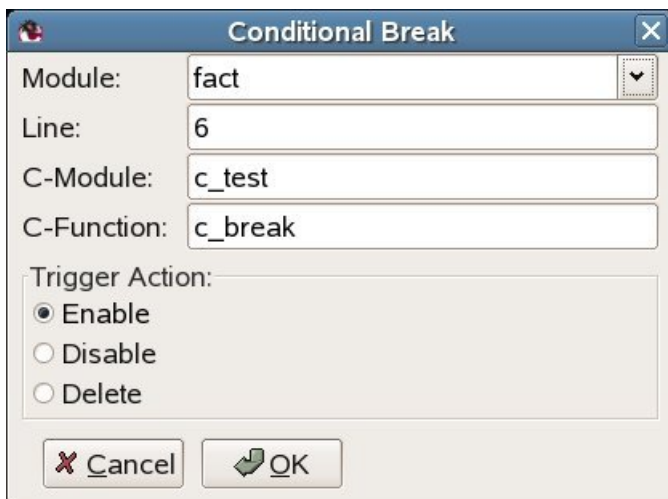 Conditional Break
Module: fact
Line: 6
C-Module: c_test
C-Function: c_break
Trigger Action:
Enable
Disable
Delete
Cancel OK